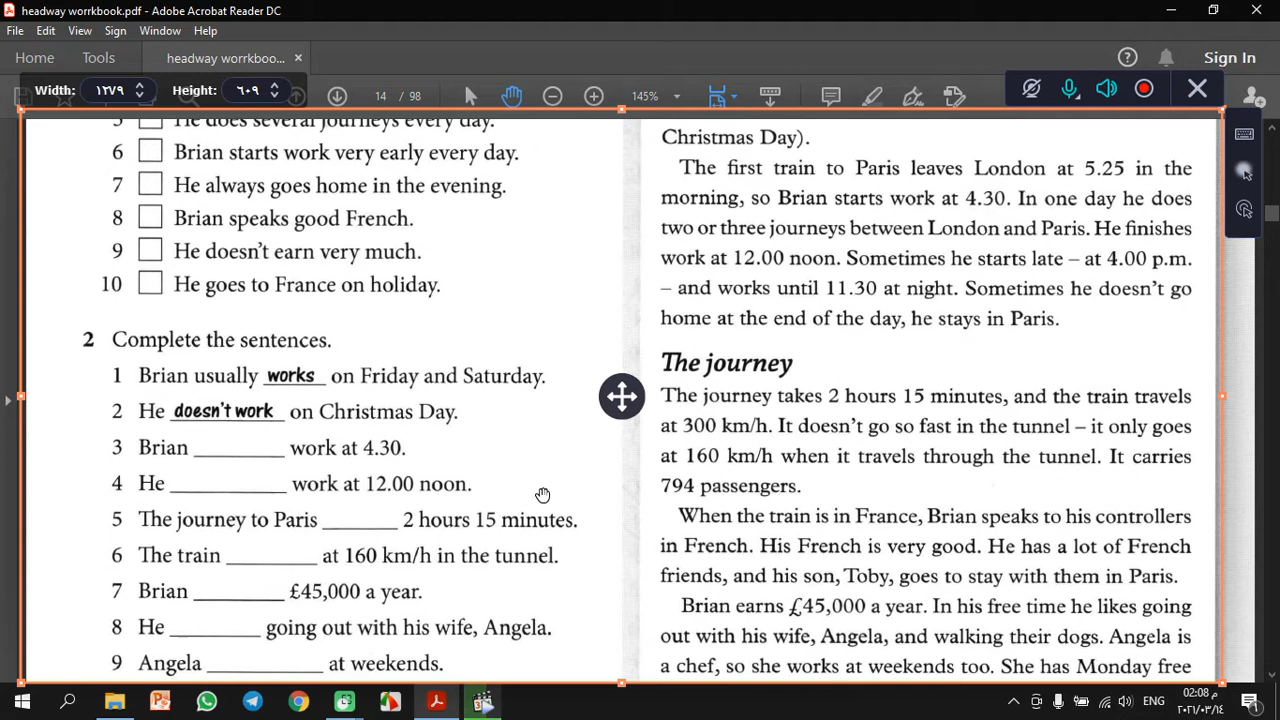 headway worrkbook.pdf - Adobe Acrobat Reader DC
File Edit View Sign Window Help
Home Tools headway worrkboo... × Sign In
Width: ١٢٧٩ Height: ٦٠٩ 14 / 98 145%
5 He does several journeys every day.
6 Brian starts work very early every day.
7 He always goes home in the evening.
8 Brian speaks good French.
9 He doesn't earn very much.
10 He goes to France on holiday.
2 Complete the sentences.
1 Brian usually works on Friday and Saturday.
2 He doesn't work on Christmas Day.
3 Brian ________ work at 4.30.
4 He ________ work at 12.00 noon.
5 The journey to Paris ________ 2 hours 15 minutes.
6 The train ________ at 160 km/h in the tunnel.
7 Brian ________ £45,000 a year.
8 He ________ going out with his wife, Angela.
9 Angela ________ at weekends.
Christmas Day).
The first train to Paris leaves London at 5.25 in the
morning, so Brian starts work at 4.30. In one day he does
two or three journeys between London and Paris. He finishes
work at 12.00 noon. Sometimes he starts late – at 4.00 p.m.
– and works until 11.30 at night. Sometimes he doesn't go
home at the end of the day, he stays in Paris.
The journey
The journey takes 2 hours 15 minutes, and the train travels
at 300 km/h. It doesn't go so fast in the tunnel – it only goes
at 160 km/h when it travels through the tunnel. It carries
794 passengers.
When the train is in France, Brian speaks to his controllers
in French. His French is very good. He has a lot of French
friends, and his son, Toby, goes to stay with them in Paris.
Brian earns £45,000 a year. In his free time he likes going
out with his wife, Angela, and walking their dogs. Angela is
a chef, so she works at weekends too. She has Monday free
ENG
02:08 م
٢٠٢١/٠٣/١٤